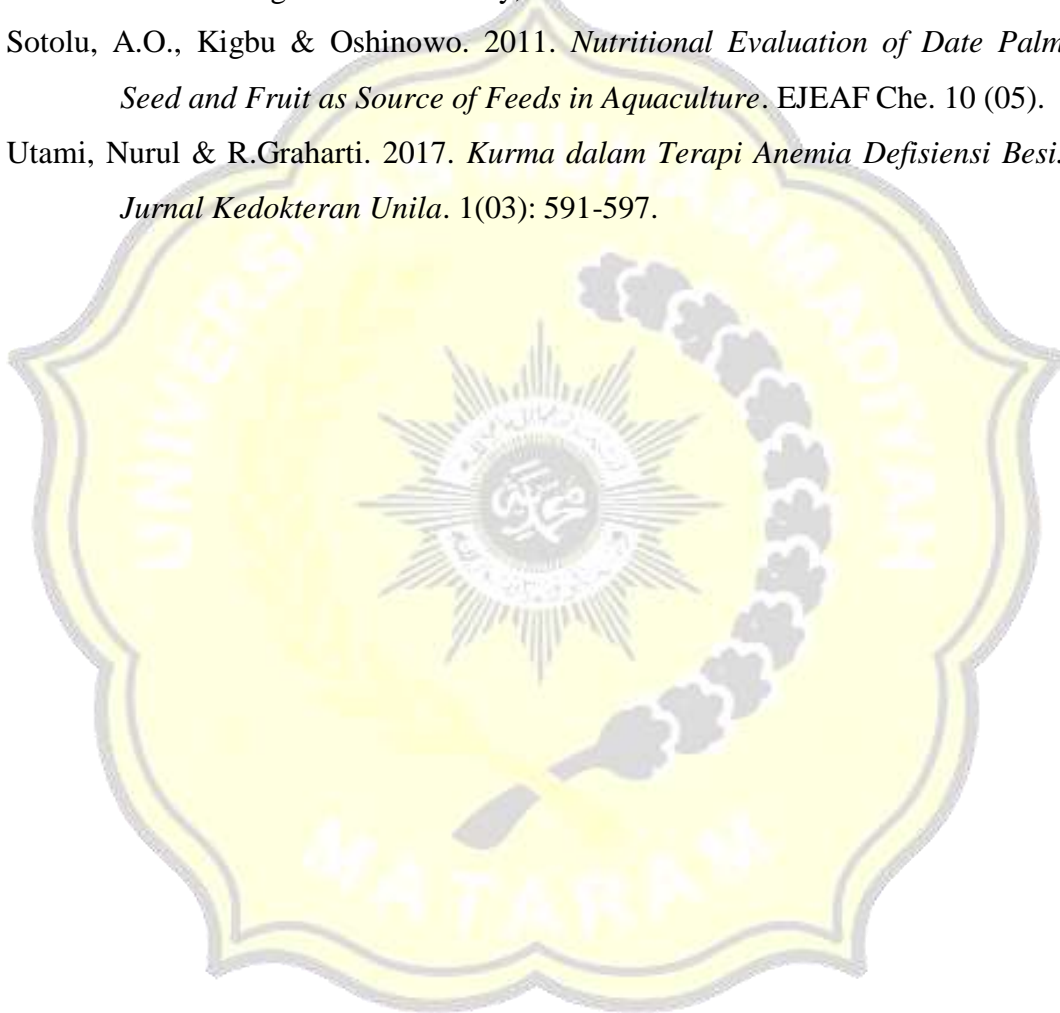 Sotolu, A.O., Kigbu & Oshinowo. 2011. Nutritional Evaluation of Date Palm
Seed and Fruit as Source of Feeds in Aquaculture. EJEAF Che. 10 (05).
Utami, Nurul & R.Graharti. 2017. Kurma dalam Terapi Anemia Defisiensi Besi.
Jurnal Kedokteran Unila. 1(03): 591-597.
UNIVERSITAS MUHAMMADIYAH
MATARAM